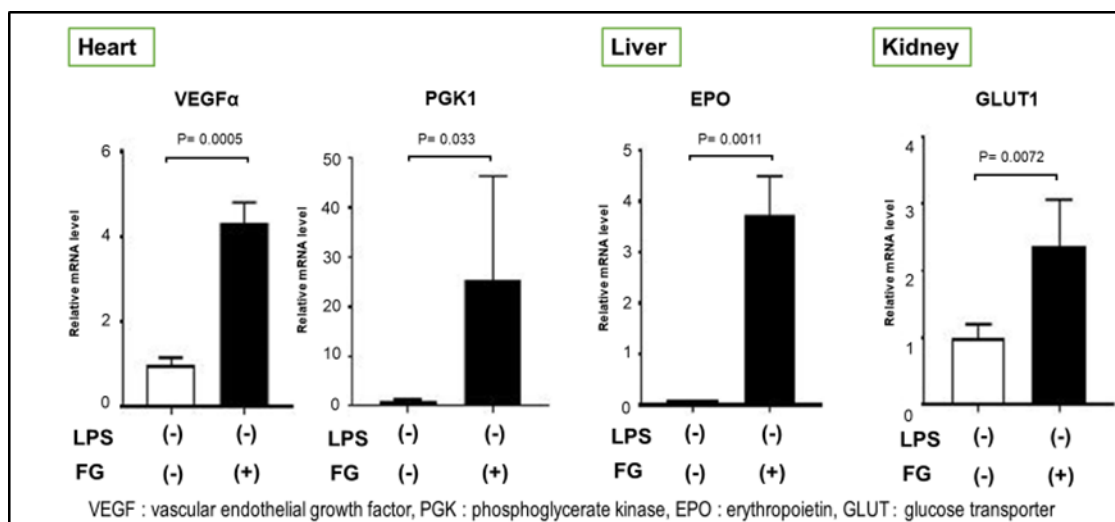 Heart
Liver
Kidney
VEGFα
PGK1
EPO
GLUT1
P= 0.0005
P= 0.033
P= 0.0011
P= 0.0072
Relative mRNA level
6
4
2
0
Relative mRNA level
50
40
30
20
10
0
Relative mRNA level
5
4
3
2
1
0
Relative mRNA level
4
3
2
1
0
LPS (-) (-) (-) (-)
FG (-) (+) (-) (+)
LPS (-) (-)
FG (-) (+)
LPS (-) (-)
FG (-) (+)
VEGF : vascular endothelial growth factor, PGK : phosphoglycerate kinase, EPO : erythropoietin, GLUT : glucose transporter